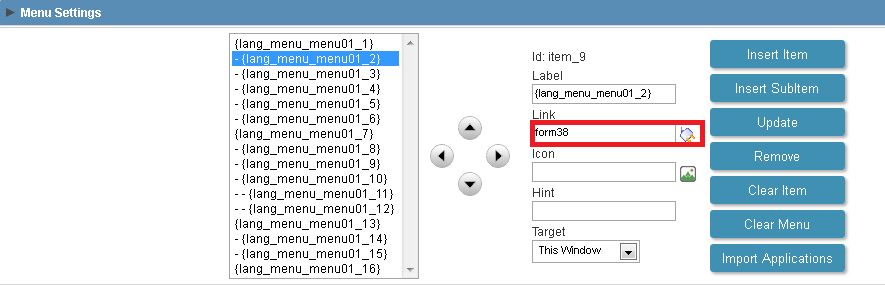 Menu Settings
{lang_menu_menu01_1}
- {lang_menu_menu01_2}
- {lang_menu_menu01_3}
- {lang_menu_menu01_4}
- {lang_menu_menu01_5}
- {lang_menu_menu01_6}
{lang_menu_menu01_7}
- {lang_menu_menu01_8}
- {lang_menu_menu01_9}
- {lang_menu_menu01_10}
- - {lang_menu_menu01_11}
- - {lang_menu_menu01_12}
{lang_menu_menu01_13}
- {lang_menu_menu01_14}
- {lang_menu_menu01_15}
{lang_menu_menu01_16}
Id: item_9
Label
{lang_menu_menu01_2}
Link
form38
Icon
Hint
Target
This Window
Insert Item
Insert SubItem
Update
Remove
Clear Item
Clear Menu
Import Applications